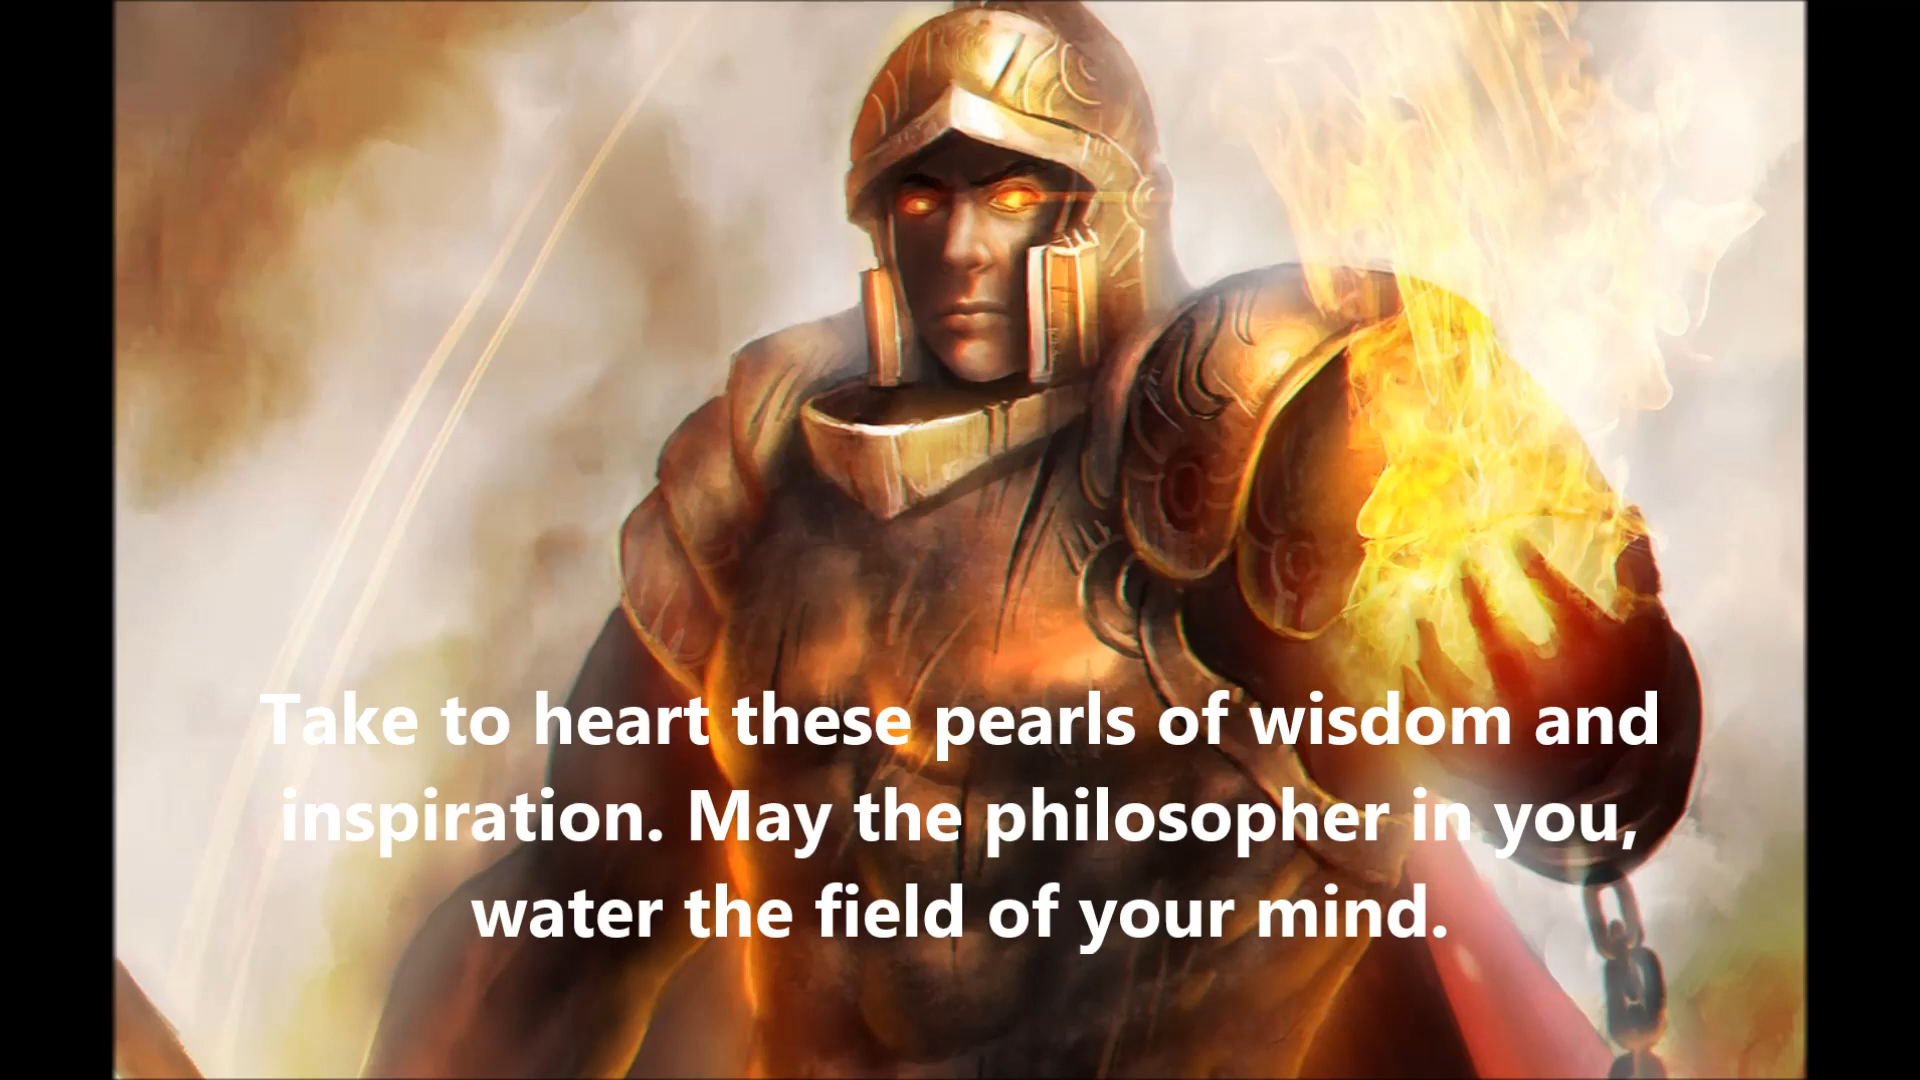 Take to heart these pearls of wisdom and
inspiration. May the philosopher in you,
water the field of your mind.